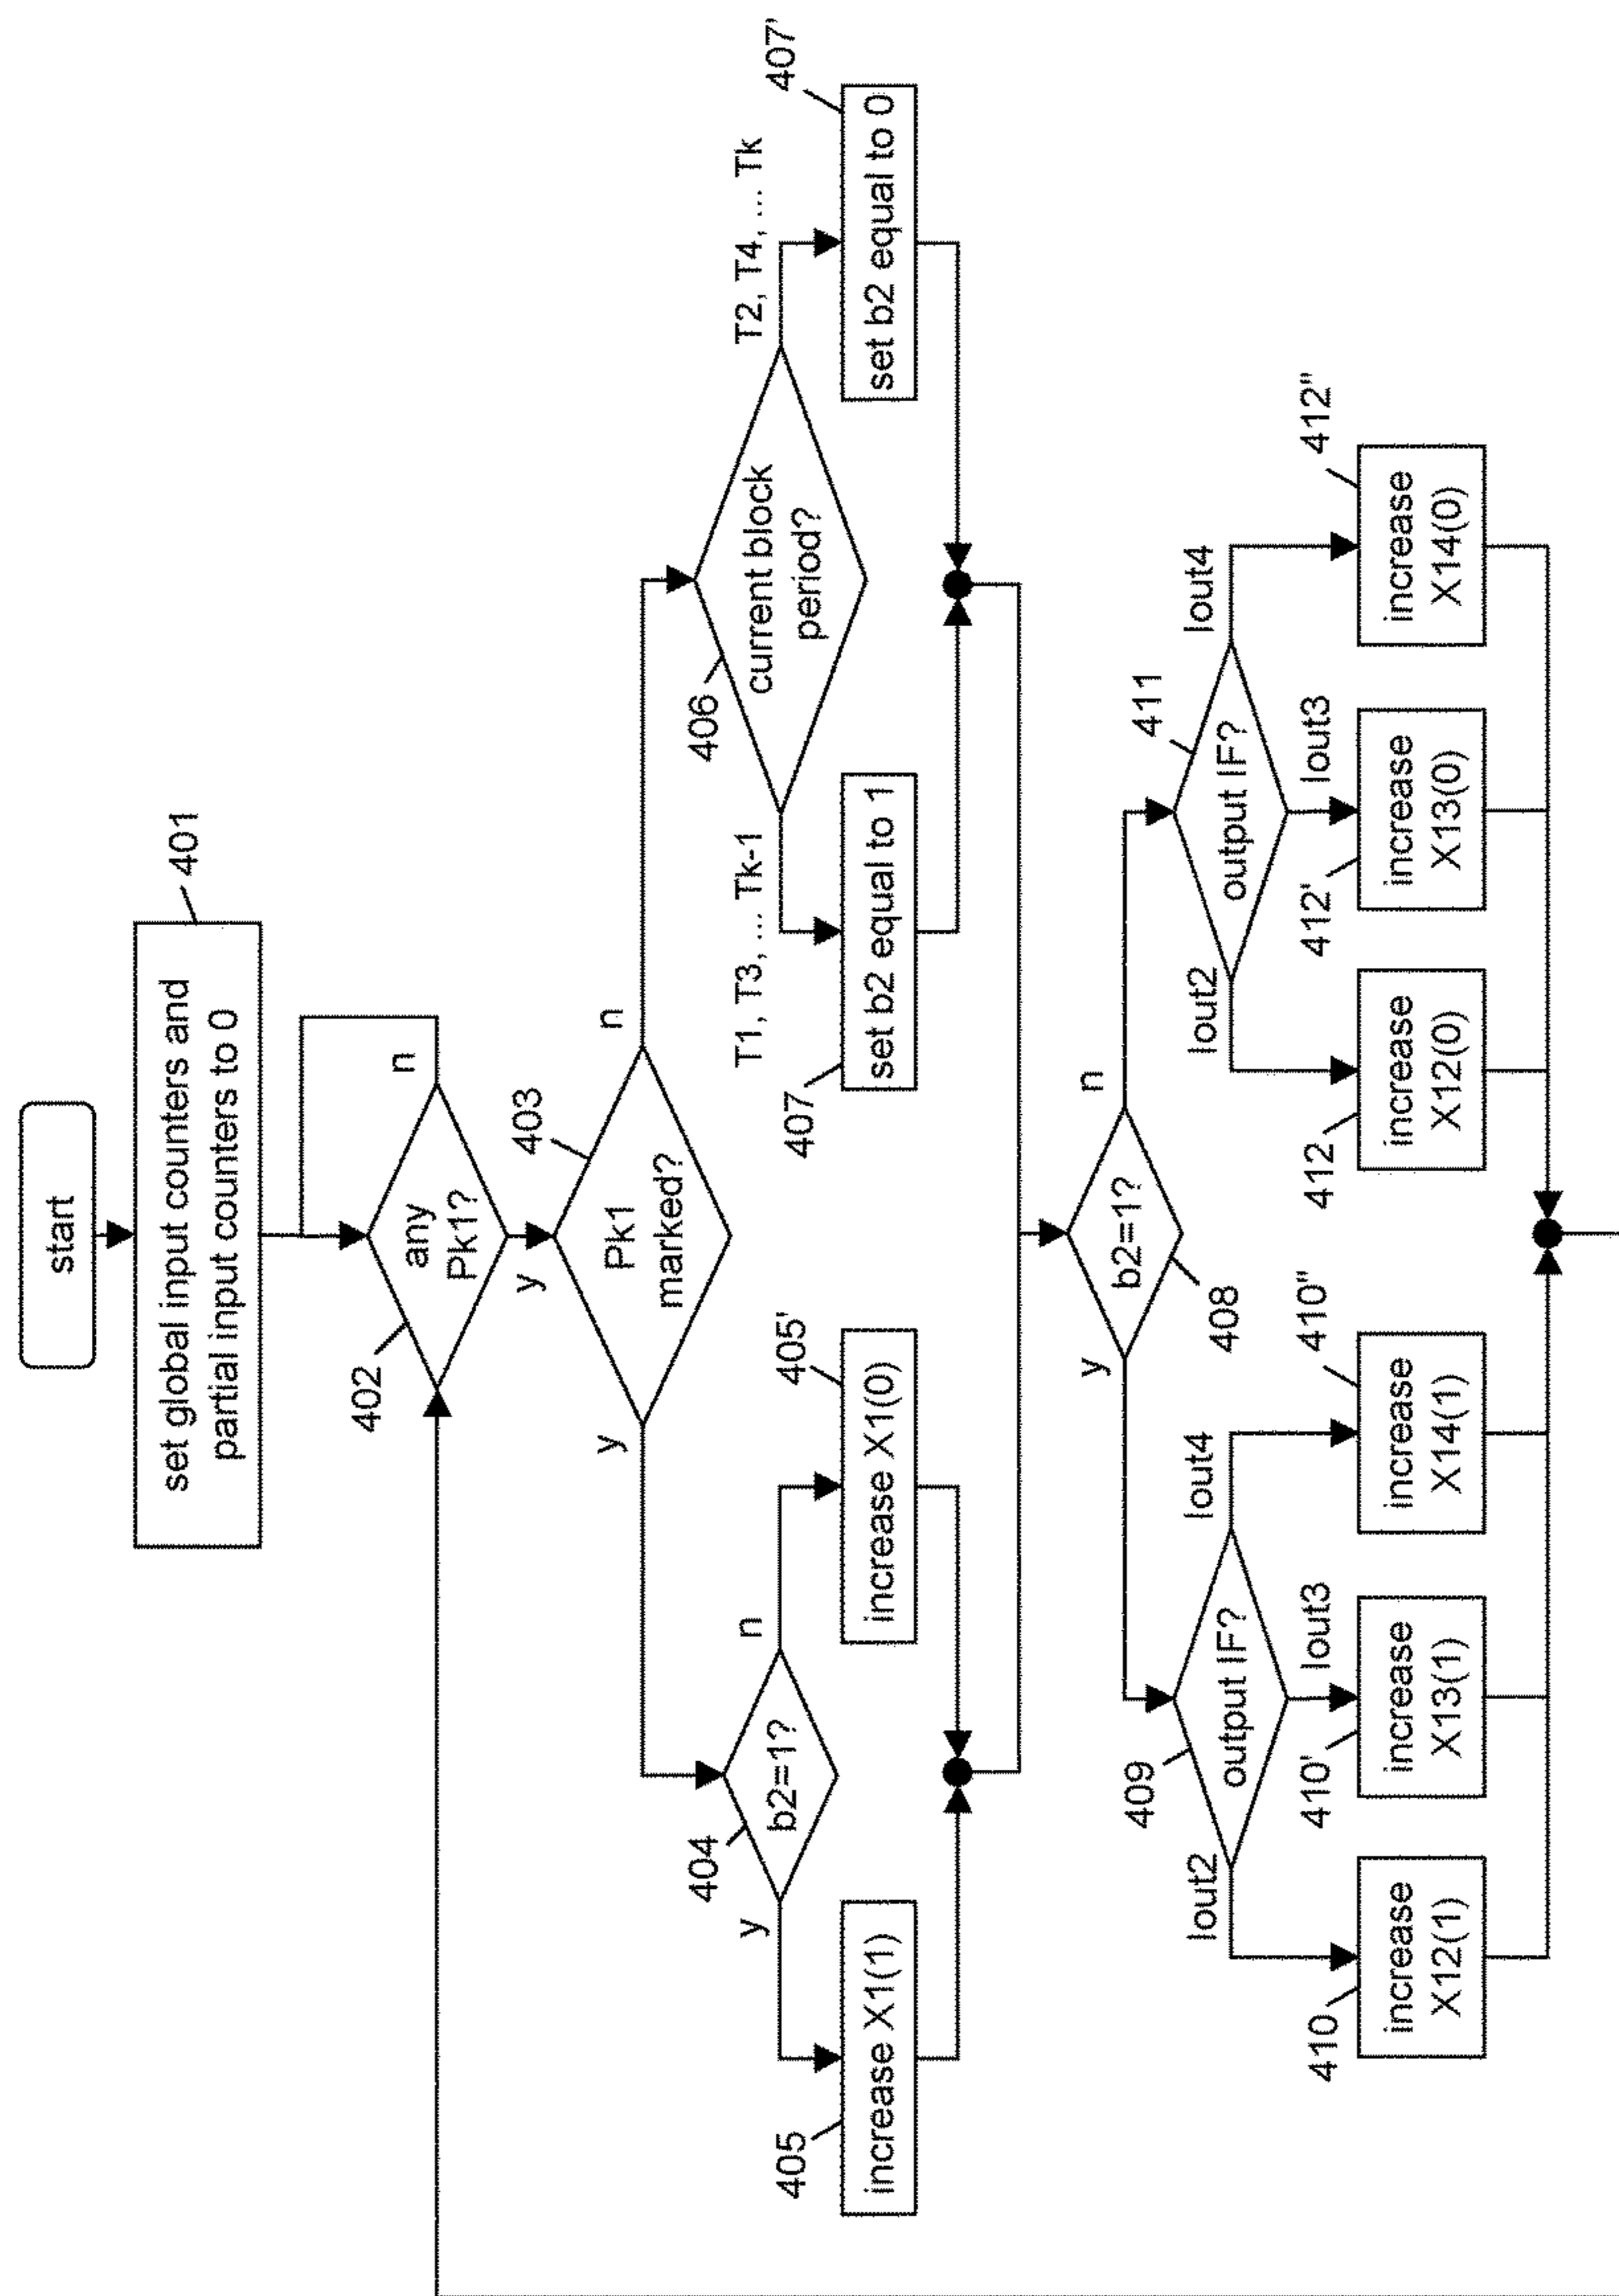 start
401
set global input counters and
partial input counters to 0
402
any
Pk1?
n
y
403
Pk1
marked?
y
n
404
b2=1?
y
n
406
current block
period?
T1, T3, ... Tk-1
T2, T4, ... Tk
405
increase X1(1)
405'
increase X1(0)
407
set b2 equal to 1
407'
set b2 equal to 0
408
b2=1?
y
n
409
output IF?
Iout2
Iout3
Iout4
411
output IF?
Iout2
Iout3
Iout4
410
increase
X12(1)
410'
increase
X13(1)
410"
increase
X14(1)
412
increase
X12(0)
412'
increase
X13(0)
412"
increase
X14(0)